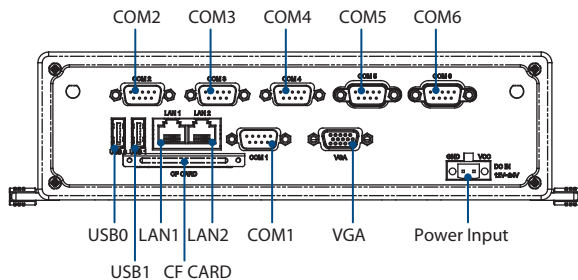 COM2 COM3 COM4 COM5 COM6
COM 2 COM 3 COM 4 COM 5 COM 6
LAN 1 LAN 2
COM 1 VGA
GND VCC
DC IN
12V-24V
CF CARD
USB0 LAN1 LAN2 COM1 VGA Power Input
USB1 CF CARD